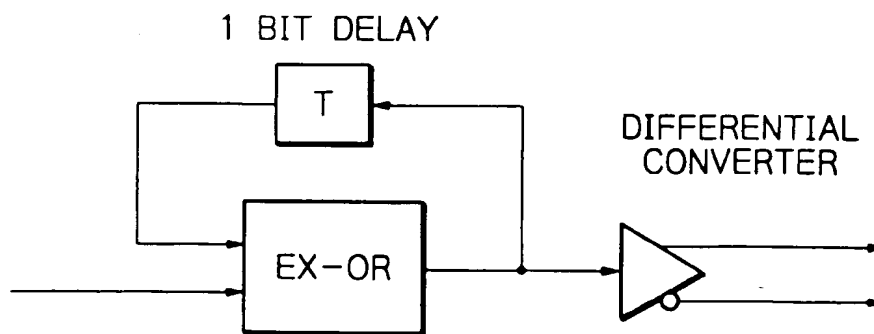 1 BIT DELAY
T
DIFFERENTIAL
CONVERTER
EX-OR